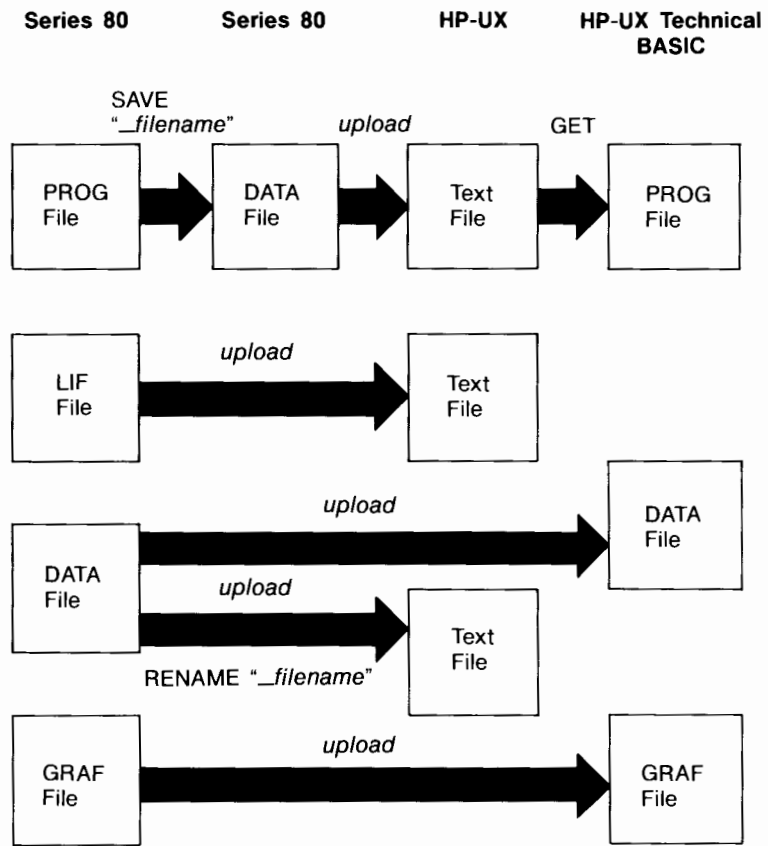 Series 80 Series 80 HP-UX HP-UX Technical
BASIC
SAVE
“_filename” upload GET
PROG
File
DATA
File
Text
File
PROG
File
upload
LIF
File
Text
File
upload
DATA
File
DATA
File
upload
Text
File
RENAME “_filename”
upload
GRAF
File
GRAF
File